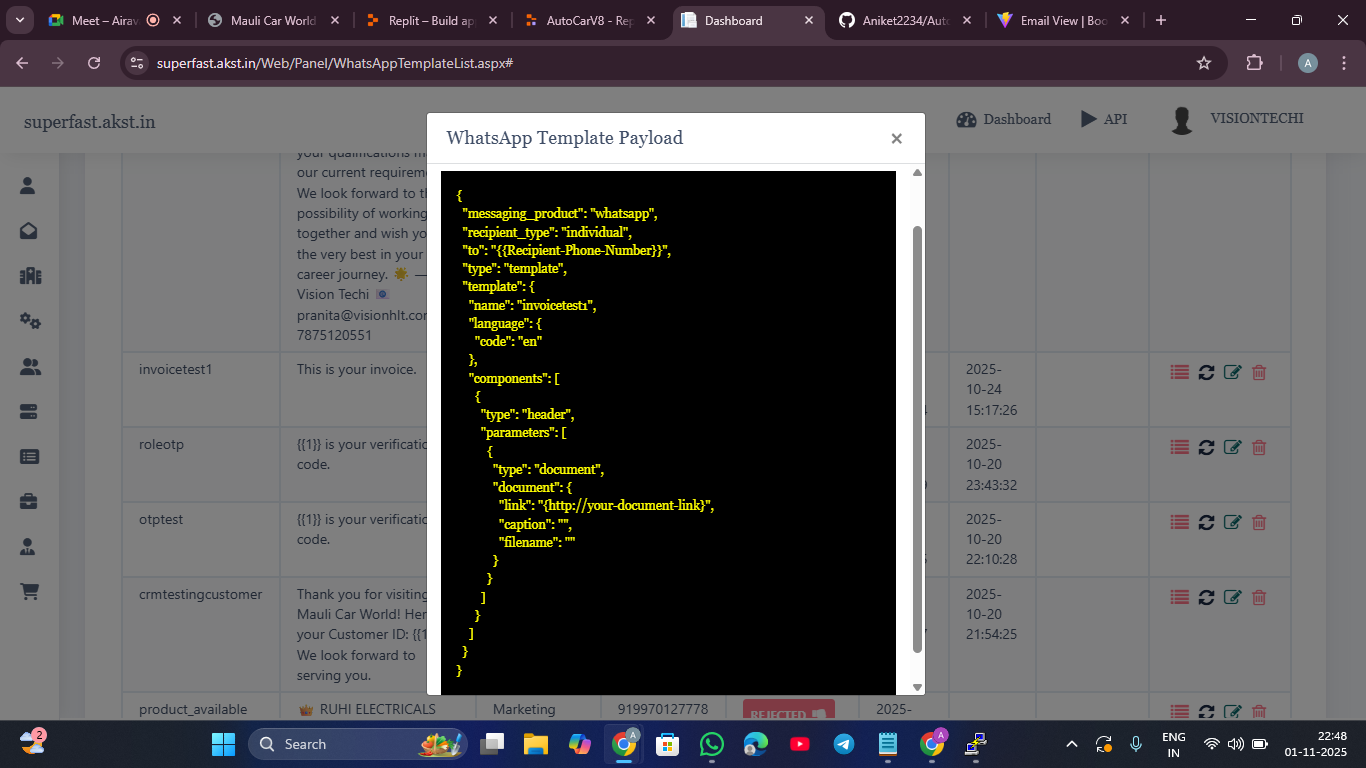 Meet – Airav
Mauli Car World
Replit – Build ap
AutoCarV8 - Rep
Dashboard
Aniket2234/Auto
Email View | Boo
superfast.akst.in/Web/Panel/WhatsAppTemplateList.aspx#
A
superfast.akst.in
Dashboard
API
VISIONTECHI
WhatsApp Template Payload
×
{
"messaging_product": "whatsapp",
"recipient_type": "individual",
"to": "{{Recipient-Phone-Number}}",
"type": "template",
"template": {
"name": "invoicetest1",
"language": {
"code": "en"
},
"components": [
{
"type": "header",
"parameters": [
{
"type": "document",
"document": {
"link": "{http://your-document-link}",
"caption": "",
"filename": ""
}
}
]
}
]
}
}
your qualifications m
our current requirem
We look forward to th
possibility of working
together and wish yo
the very best in your
career journey. 🌟 —
Vision Techi 📧
pranita@visionhlt.com
7875120551
invoicetest1
This is your invoice.
2025-
10-24
15:17:26
roleotp
{{1}} is your verificatio
code.
2025-
10-20
23:43:32
otptest
{{1}} is your verificatio
code.
2025-
10-20
22:10:28
crmtestingcustomer
Thank you for visiting
Mauli Car World! Her
your Customer ID: {{1
We look forward to
serving you.
2025-
10-20
21:54:25
product_available
👑 RUHI ELECTRICALS
Marketing
919970127778
REJECTED
2025-
2
Search
A
A
ENG
IN
22:48
01-11-2025